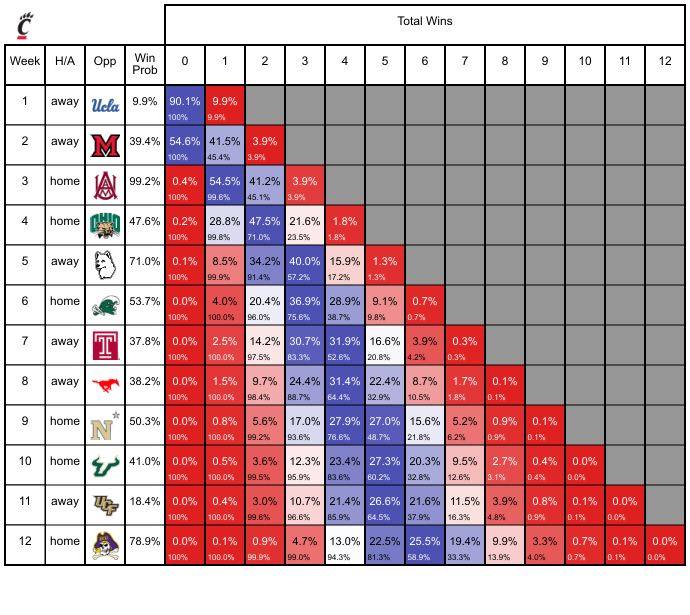 C
Total Wins
Week H/A Opp Win Prob 0 1 2 3 4 5 6 7 8 9 10 11 12
1 away Ucla 9.9% 90.1% 9.9%
100% 9.9%
2 away M 39.4% 54.6% 41.5% 3.9%
100% 45.4% 3.9%
3 home AM 99.2% 0.4% 54.5% 41.2% 3.9%
100% 99.6% 45.1% 3.9%
4 home OHIO 47.6% 0.2% 28.8% 47.5% 21.6% 1.8%
100% 99.8% 71.0% 23.5% 1.8%
5 away 71.0% 0.1% 8.5% 34.2% 40.0% 15.9% 1.3%
100% 99.9% 91.4% 57.2% 17.2% 1.3%
6 home 53.7% 0.0% 4.0% 20.4% 36.9% 28.9% 9.1% 0.7%
100% 100.0% 96.0% 75.6% 38.7% 9.8% 0.7%
7 away T 37.8% 0.0% 2.5% 14.2% 30.7% 31.9% 16.6% 3.9% 0.3%
100% 100.0% 97.5% 83.3% 52.6% 20.8% 4.2% 0.3%
8 away 38.2% 0.0% 1.5% 9.7% 24.4% 31.4% 22.4% 8.7% 1.7% 0.1%
100% 100.0% 98.4% 88.7% 64.4% 32.9% 10.5% 1.8% 0.1%
9 home N 50.3% 0.0% 0.8% 5.6% 17.0% 27.9% 27.0% 15.6% 5.2% 0.9% 0.1%
100% 100.0% 99.2% 93.6% 76.6% 48.7% 21.8% 6.2% 0.9% 0.1%
10 home 41.0% 0.0% 0.5% 3.6% 12.3% 23.4% 27.3% 20.3% 9.5% 2.7% 0.4% 0.0%
100% 100.0% 99.5% 95.9% 83.6% 60.2% 32.8% 12.6% 3.1% 0.4% 0.0%
11 away UCF 18.4% 0.0% 0.4% 3.0% 10.7% 21.4% 26.6% 21.6% 11.5% 3.9% 0.8% 0.1% 0.0%
100% 100.0% 99.6% 96.6% 85.9% 64.5% 37.9% 16.3% 4.8% 0.9% 0.1% 0.0%
12 home 78.9% 0.0% 0.1% 0.9% 4.7% 13.0% 22.5% 25.5% 19.4% 9.9% 3.3% 0.7% 0.1% 0.0%
100% 100.0% 99.9% 99.0% 94.3% 81.3% 58.9% 33.3% 13.9% 4.0% 0.7% 0.1% 0.0%